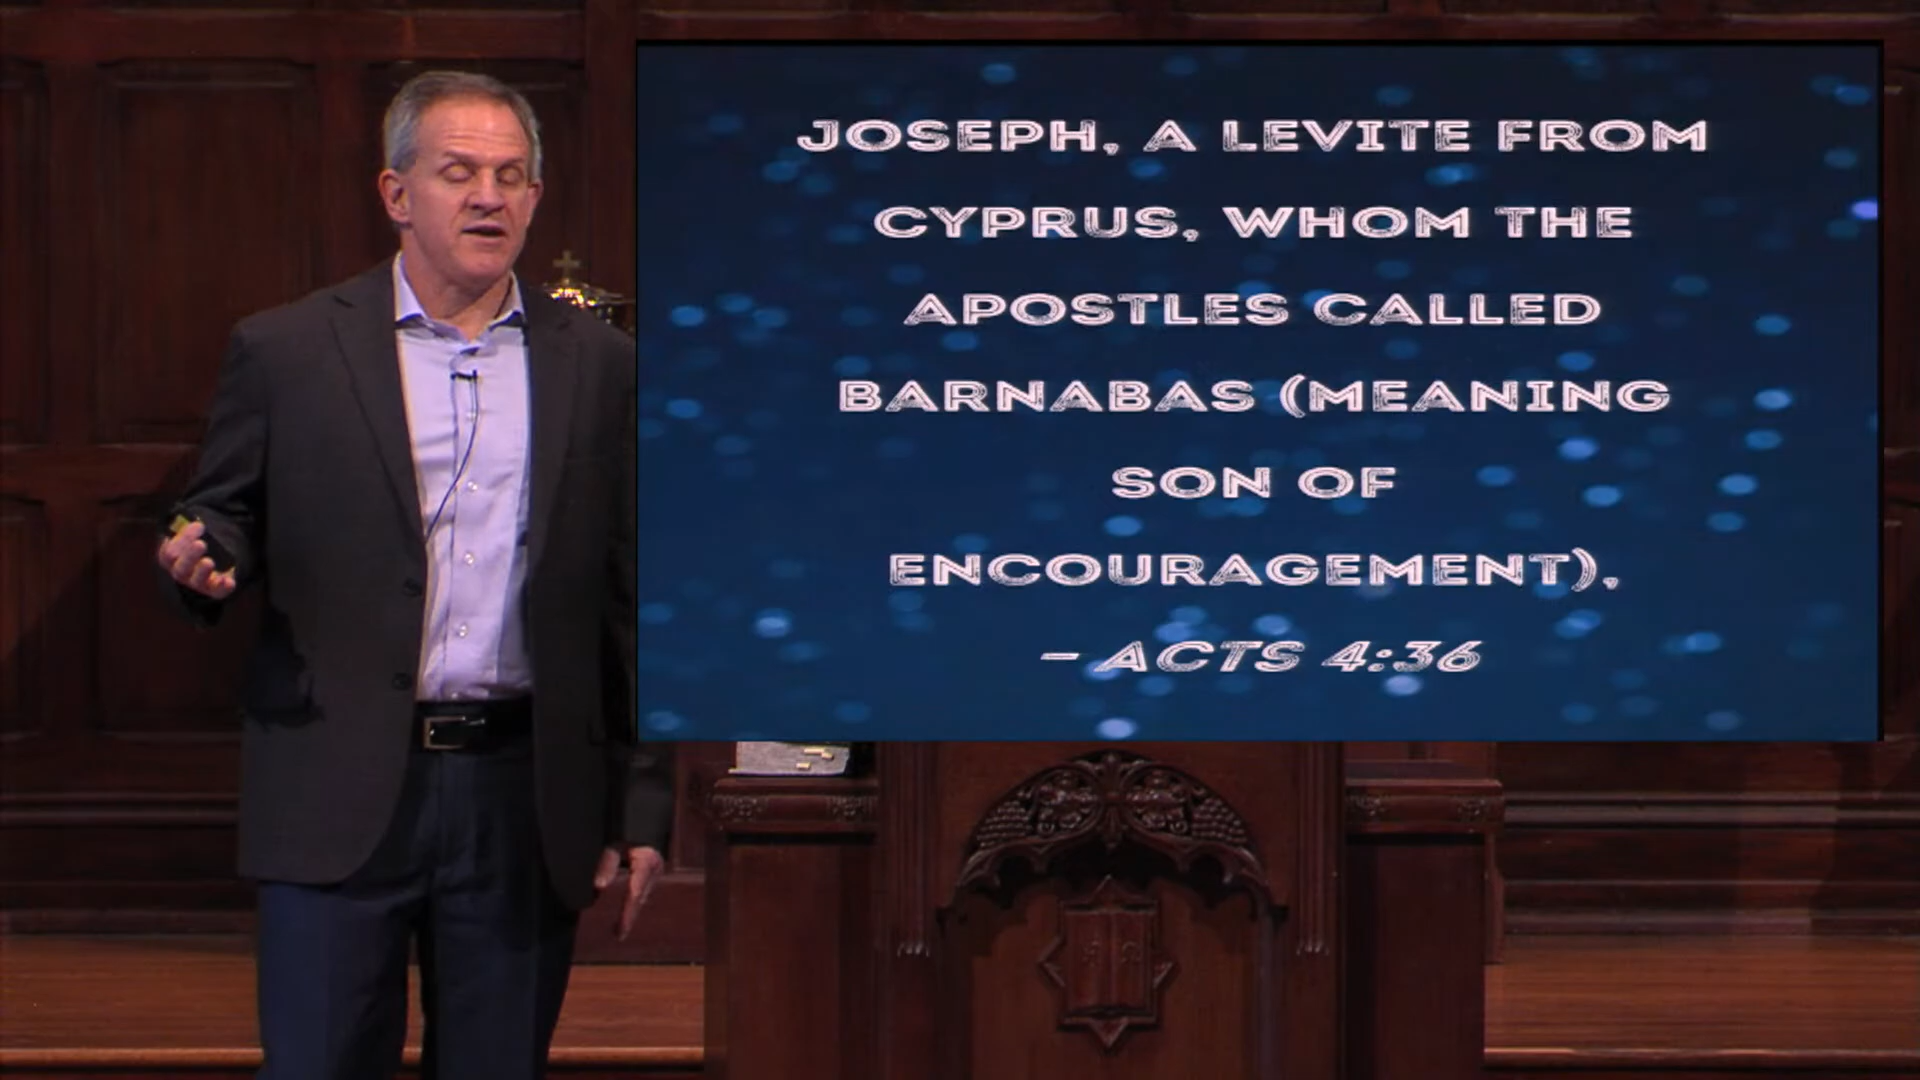 JOSEPH, A LEVITE FROM
CYPRUS, WHOM THE
APOSTLES CALLED
BARNABAS (MEANING
SON OF
ENCOURAGEMENT),
– ACTS 4:36